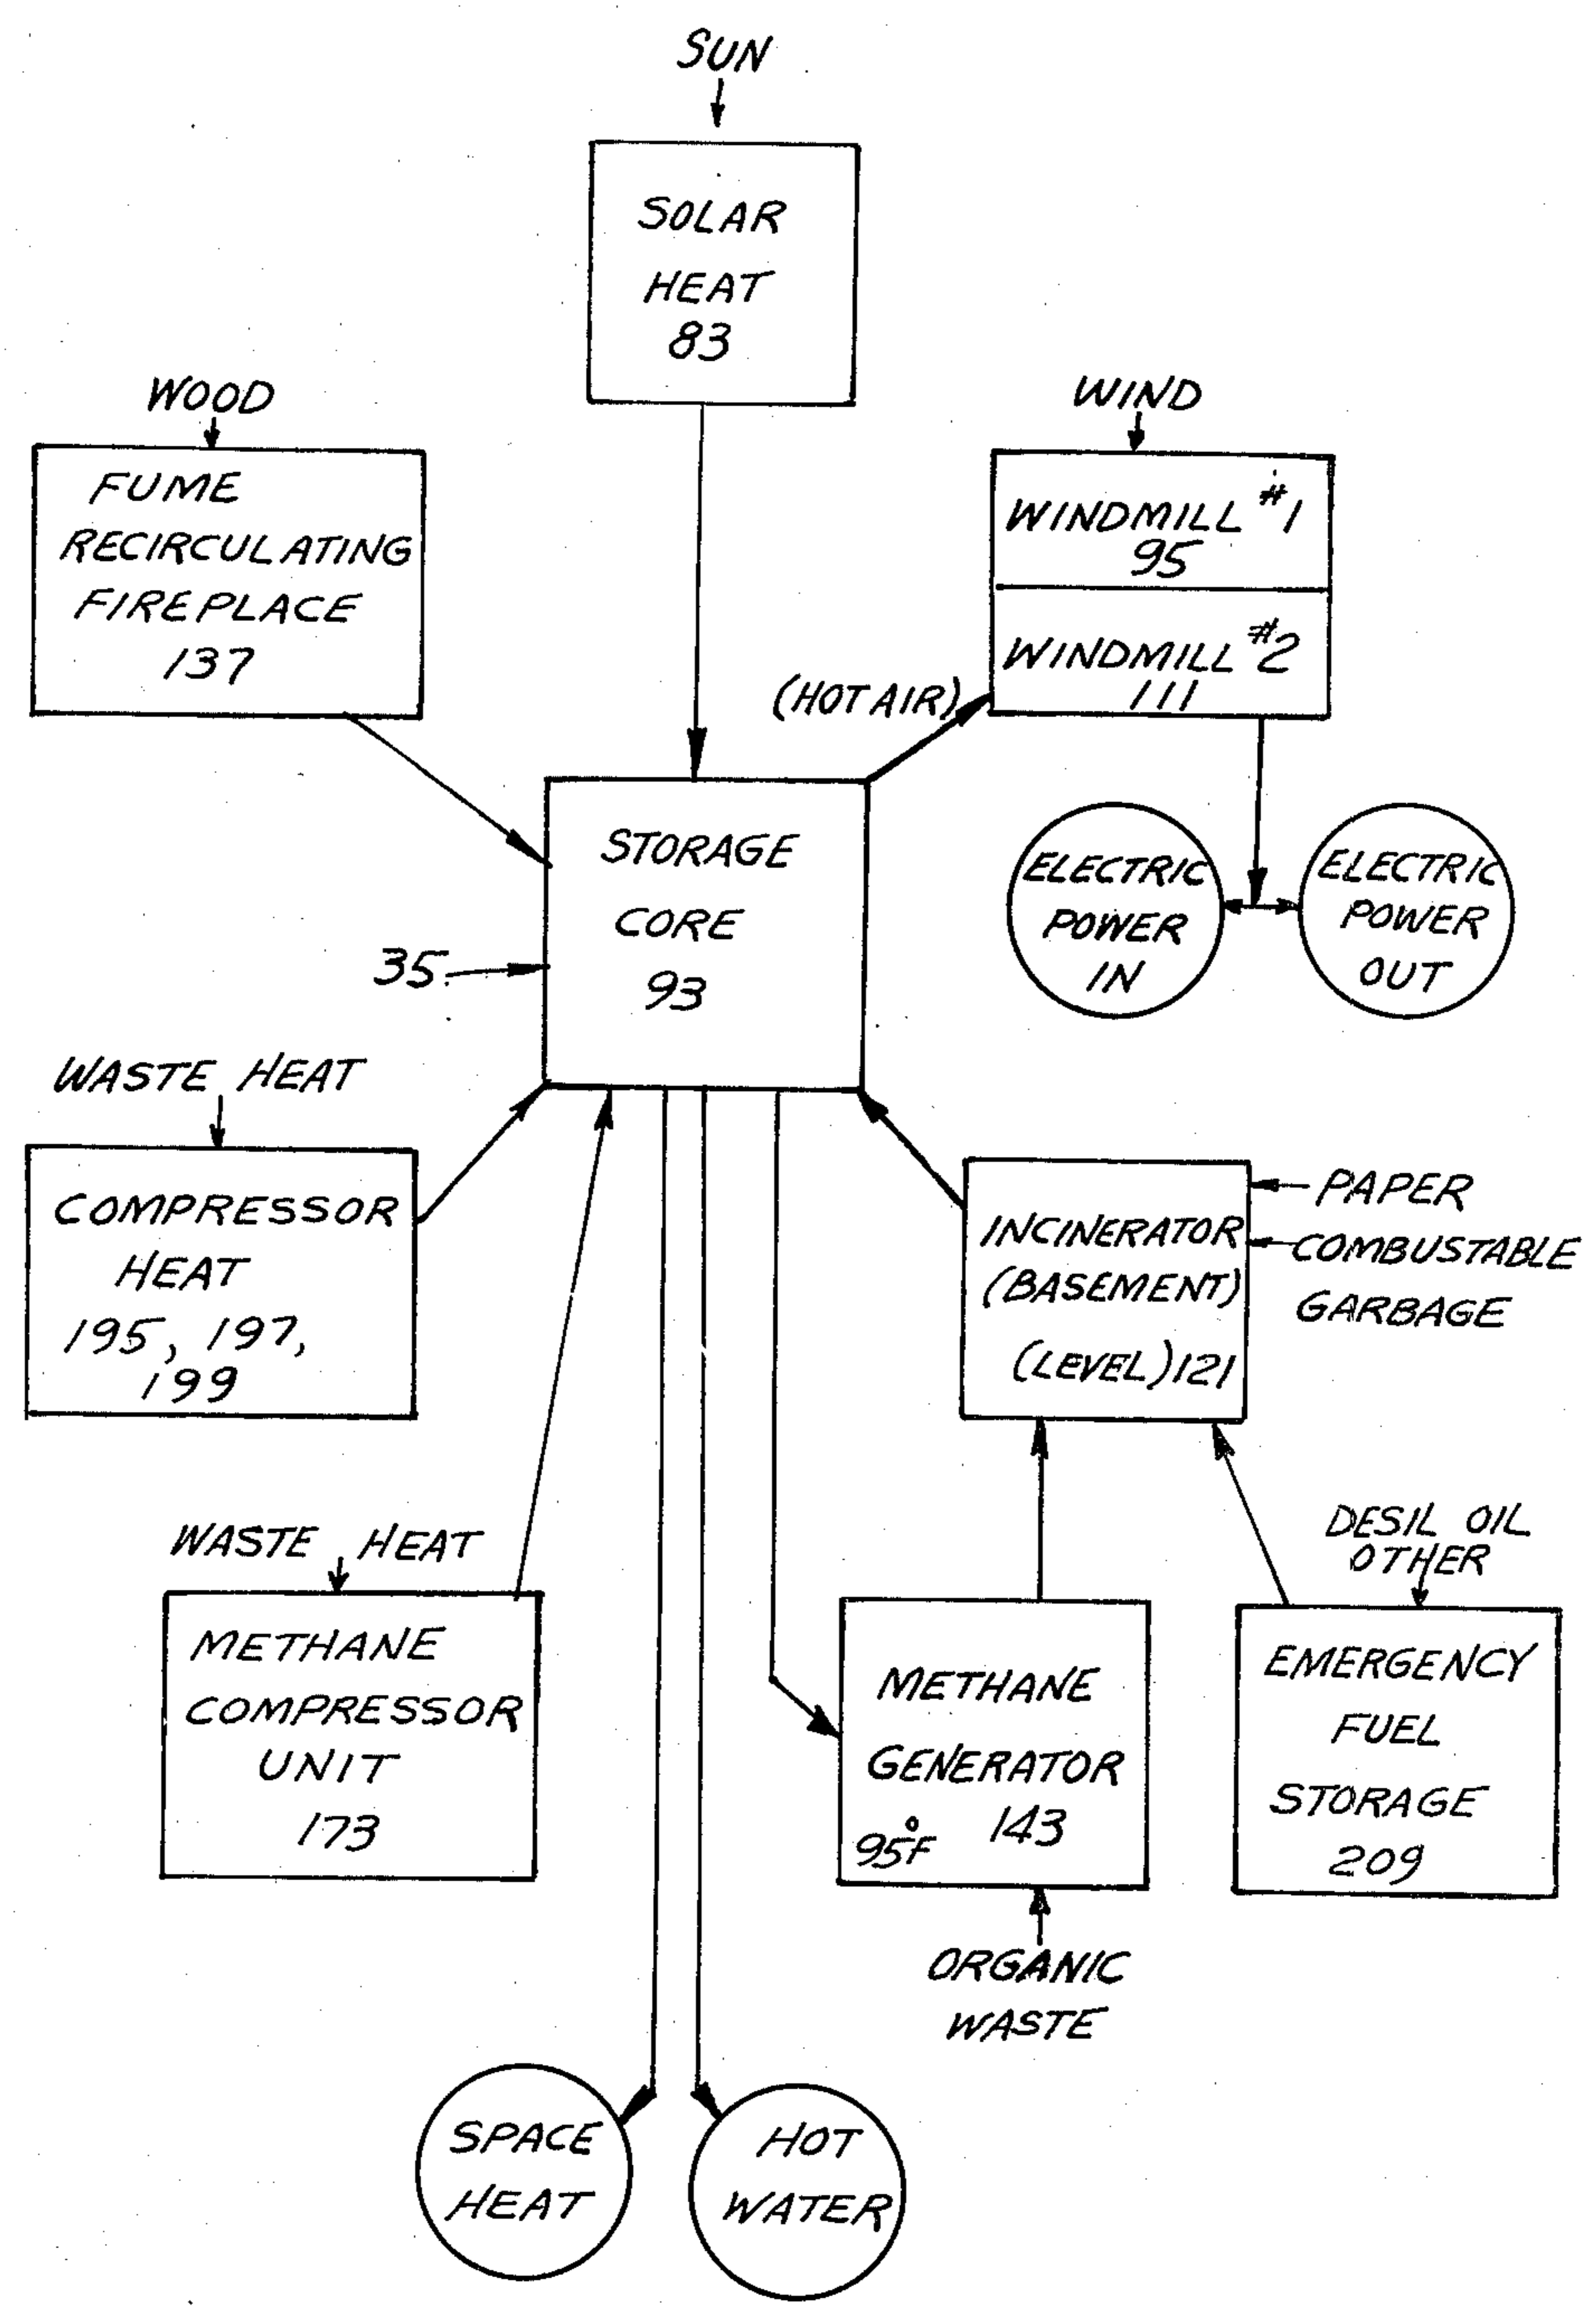 SUN
SOLAR
HEAT
83
WOOD
FUME
RECIRCULATING
FIREPLACE
137
WIND
WINDMILL #1
95
WINDMILL #2
111
(HOT AIR)
STORAGE
CORE
93
35
ELECTRIC
POWER
IN
ELECTRIC
POWER
OUT
WASTE HEAT
COMPRESSOR
HEAT
195, 197,
199
INCINERATOR
(BASEMENT)
(LEVEL) 121
PAPER
COMBUSTABLE
GARBAGE
WASTE HEAT
METHANE
COMPRESSOR
UNIT
173
METHANE
GENERATOR
95°F 143
ORGANIC
WASTE
DESIL OIL
OTHER
EMERGENCY
FUEL
STORAGE
209
SPACE
HEAT
HOT
WATER